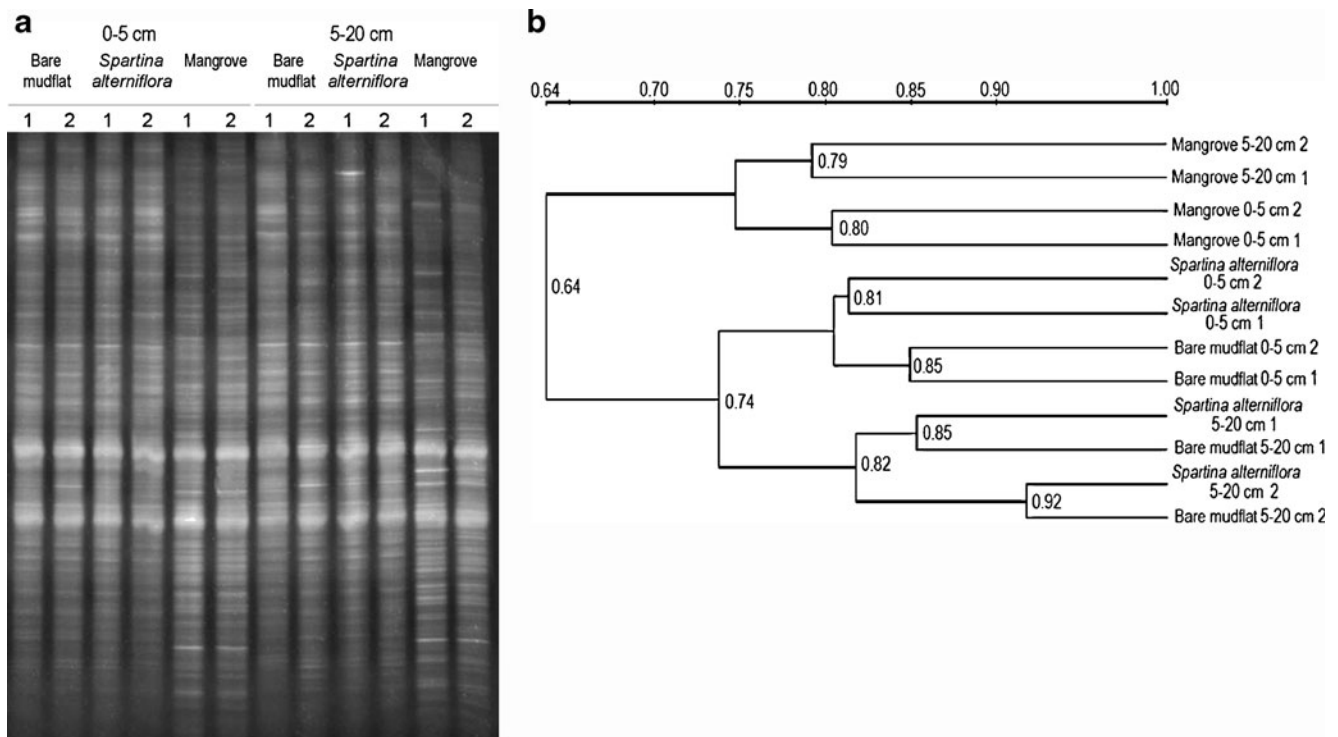 a
0-5 cm 5-20 cm
Bare mudflat Spartina alterniflora Mangrove Bare mudflat Spartina alterniflora Mangrove
1 2 1 2 1 2 1 2 1 2 1 2
b
0.64 0.70 0.75 0.80 0.85 0.90 1.00
Mangrove 5-20 cm 2
0.79
Mangrove 5-20 cm 1
Mangrove 0-5 cm 2
0.80
Mangrove 0-5 cm 1
Spartina alterniflora
0-5 cm 2
0.64
0.81
Spartina alterniflora
0-5 cm 1
Bare mudflat 0-5 cm 2
0.85
Bare mudflat 0-5 cm 1
0.74
Spartina alterniflora
5-20 cm 1
0.85
Bare mudflat 5-20 cm 1
0.82
Spartina alterniflora
5-20 cm 2
0.92
Bare mudflat 5-20 cm 2